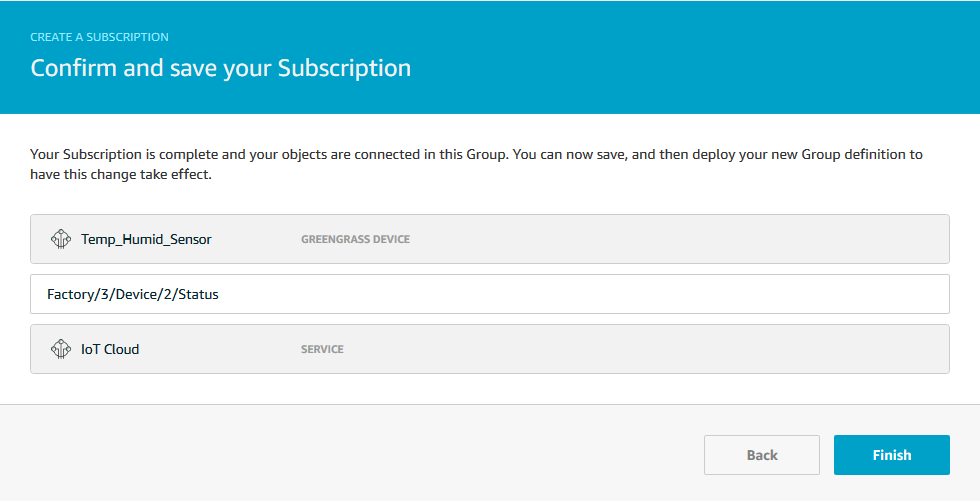 CREATE A SUBSCRIPTION
Confirm and save your Subscription
Your Subscription is complete and your objects are connected in this Group. You can now save, and then deploy your new Group definition to
have this change take effect.
Temp_Humid_Sensor GREENGRASS DEVICE
Factory/3/Device/2/Status
IoT Cloud SERVICE
Back Finish